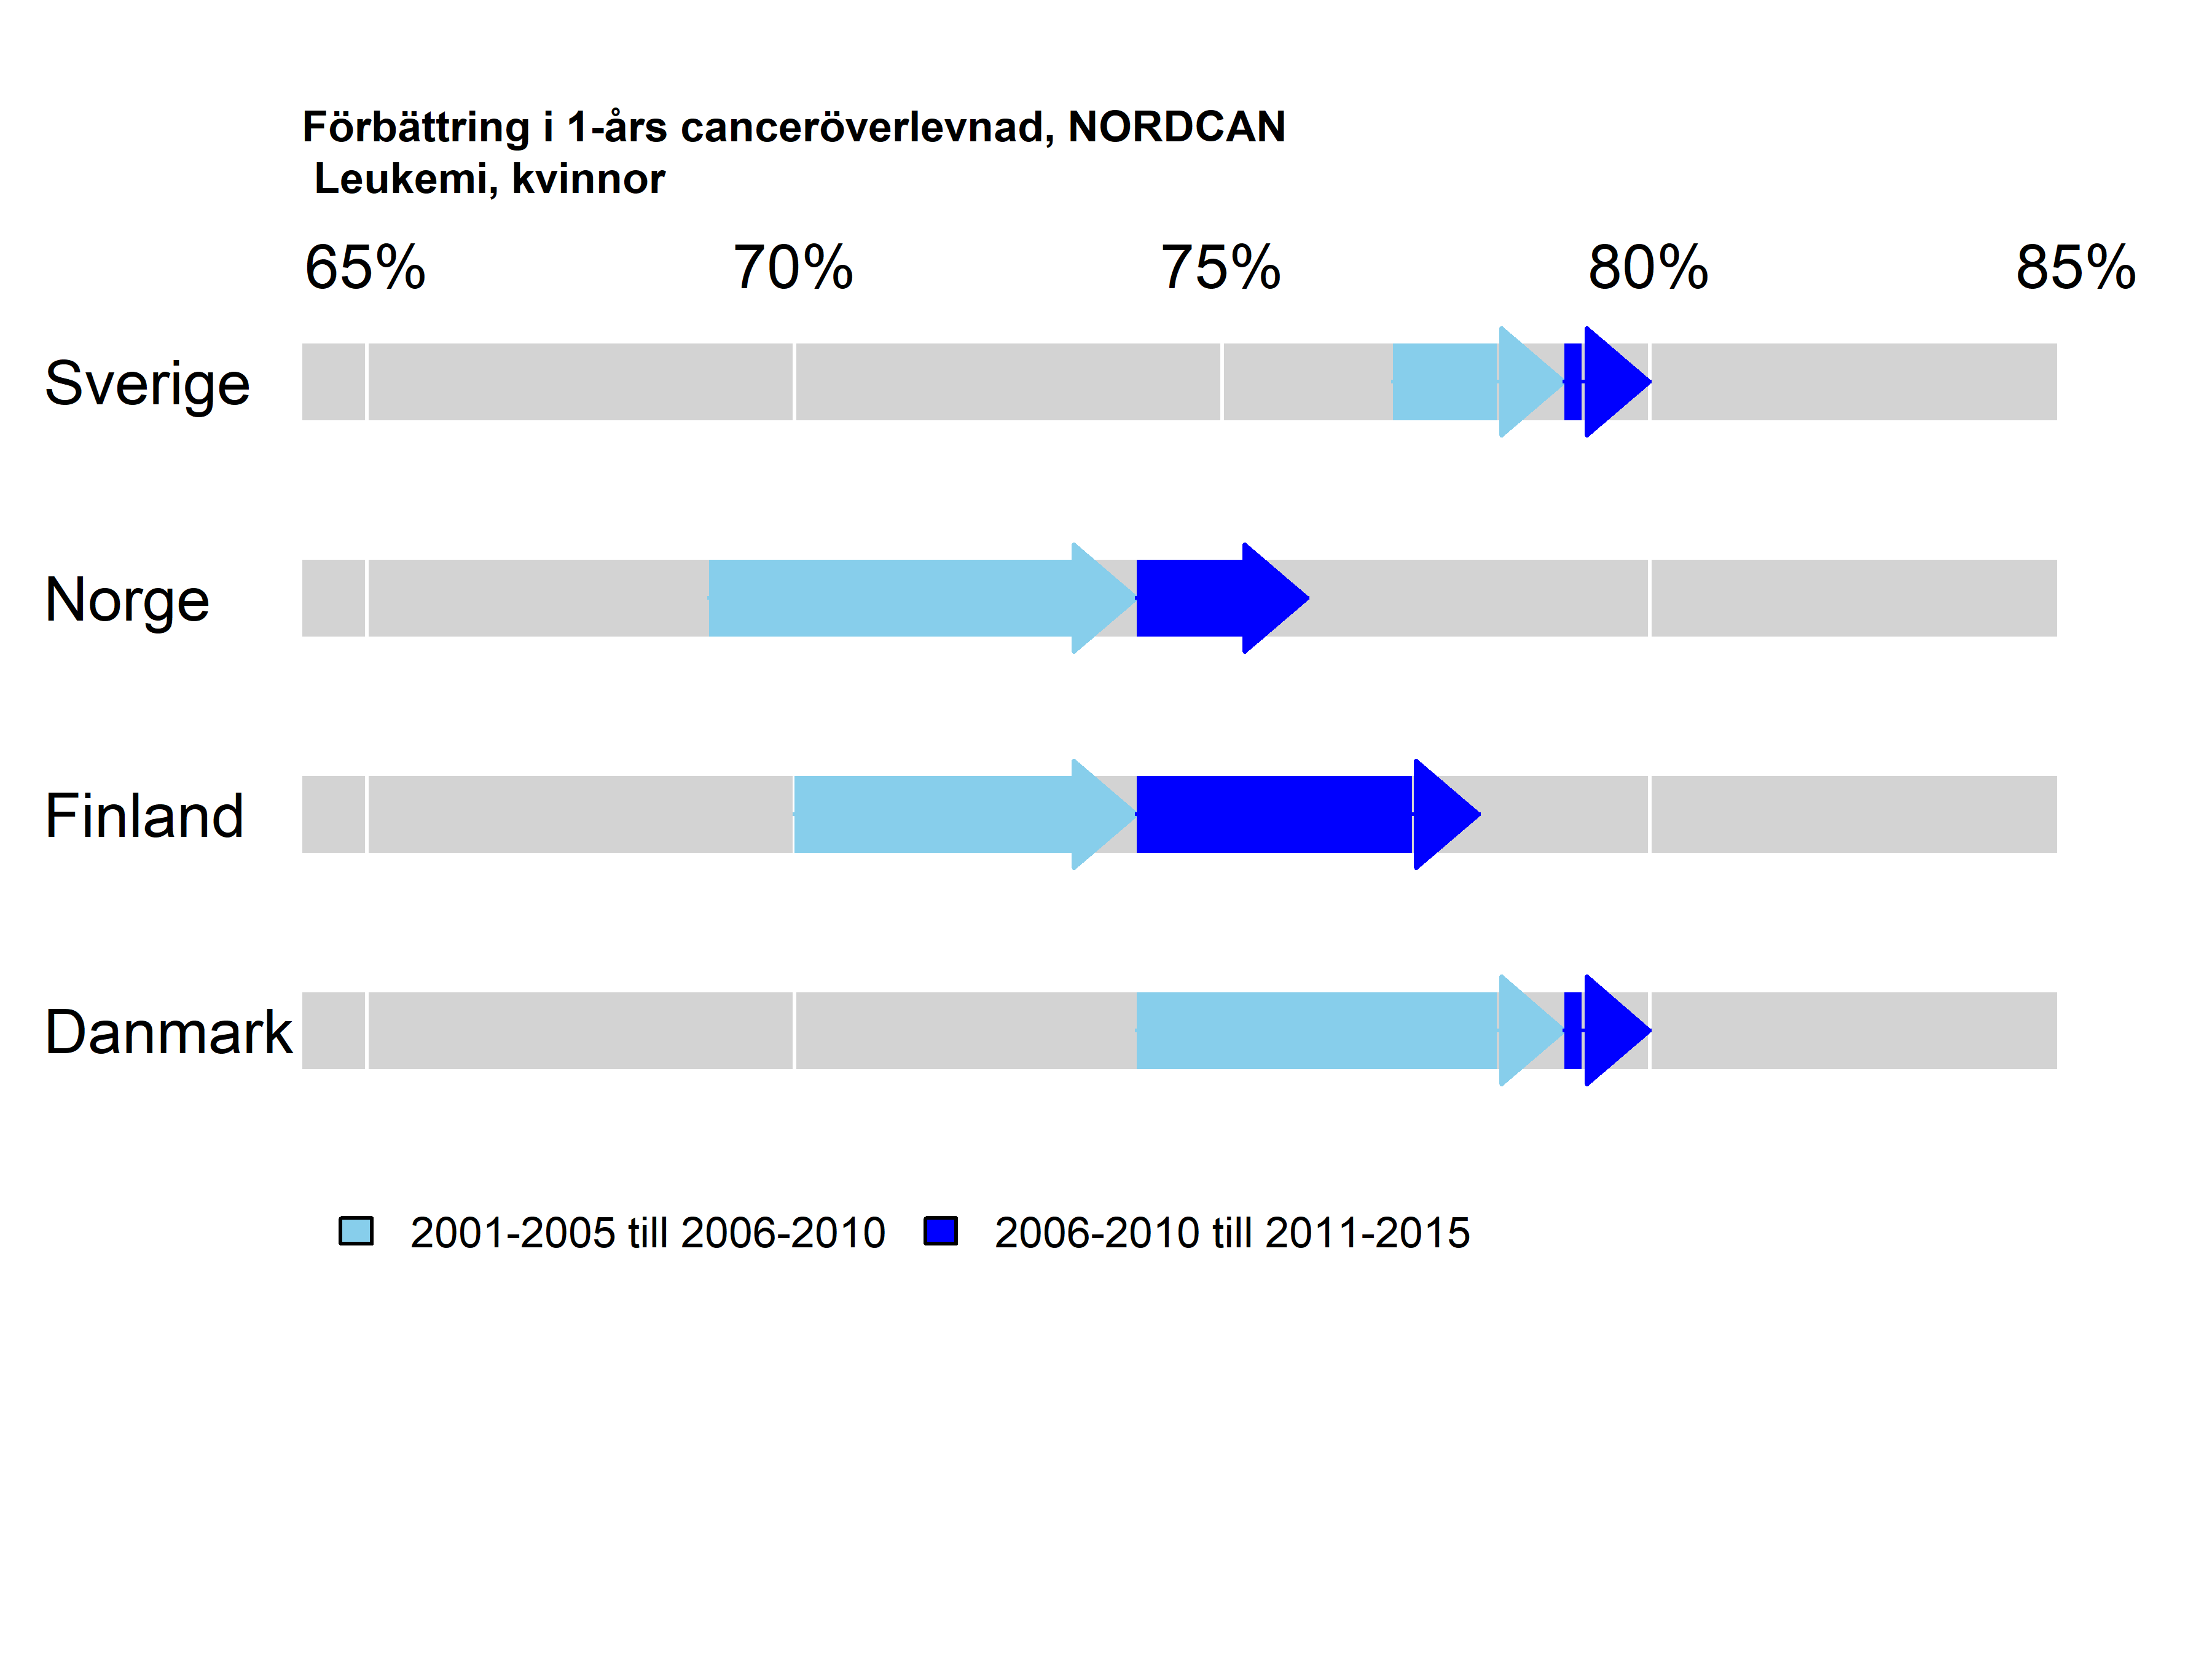 Förbättring i 1-års canceröverlevnad, NORDCAN
Leukemi, kvinnor
65% 70% 75% 80% 85%
Sverige
Norge
Finland
Danmark
2001-2005 till 2006-2010 2006-2010 till 2011-2015